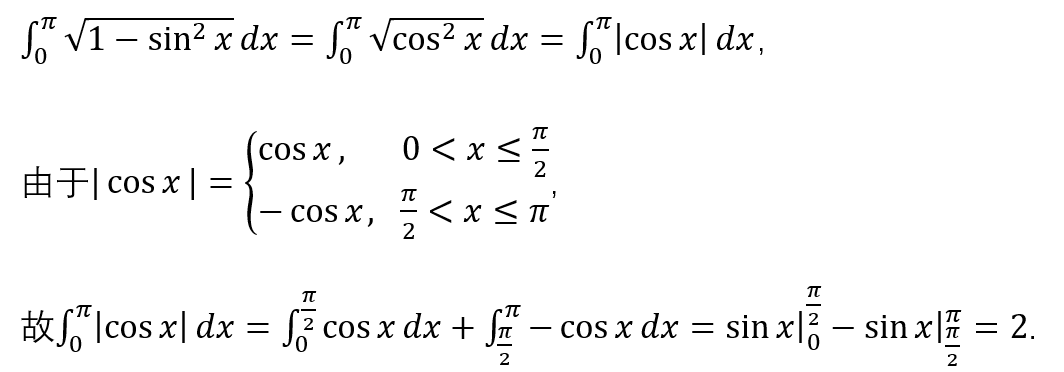 ∫₀^π √(1 − sin² x) dx = ∫₀^π √(cos² x) dx = ∫₀^π |cos x| dx,
由于| cos x | = { cos x , 0 < x ≤ π/2
− cos x, π/2 < x ≤ π ,
故∫₀^π |cos x| dx = ∫₀^(π/2) cos x dx + ∫_(π/2)^π − cos x dx = sin x|₀^(π/2) − sin x|_(π/2)^π = 2.